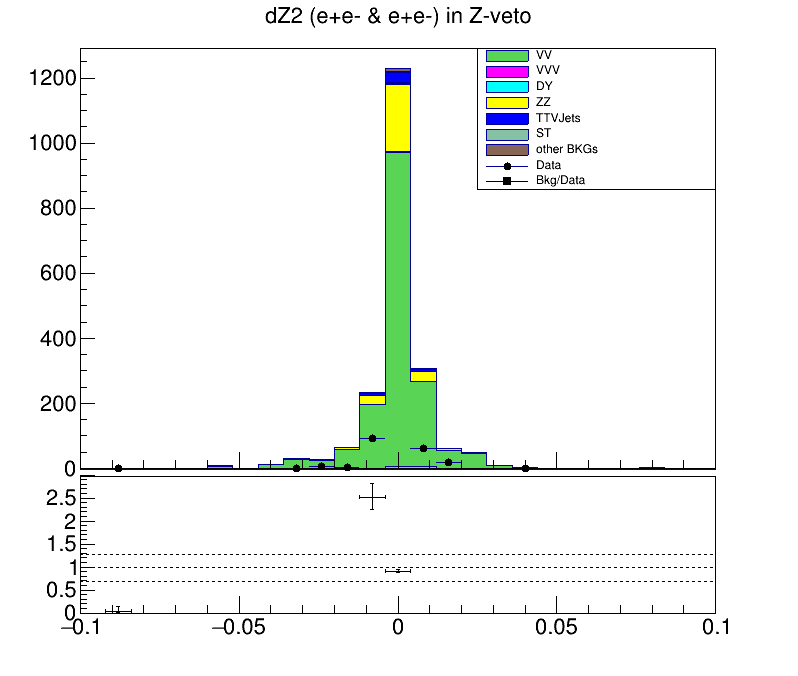 dZ2 (e+e- & e+e-) in Z-veto
VV
VVV
DY
ZZ
TTVJets
ST
other BKGs
Data
Bkg/Data
1200
1000
800
600
400
200
0
2.5
2
1.5
1
0.5
0
−0.1
−0.05
0
0.05
0.1